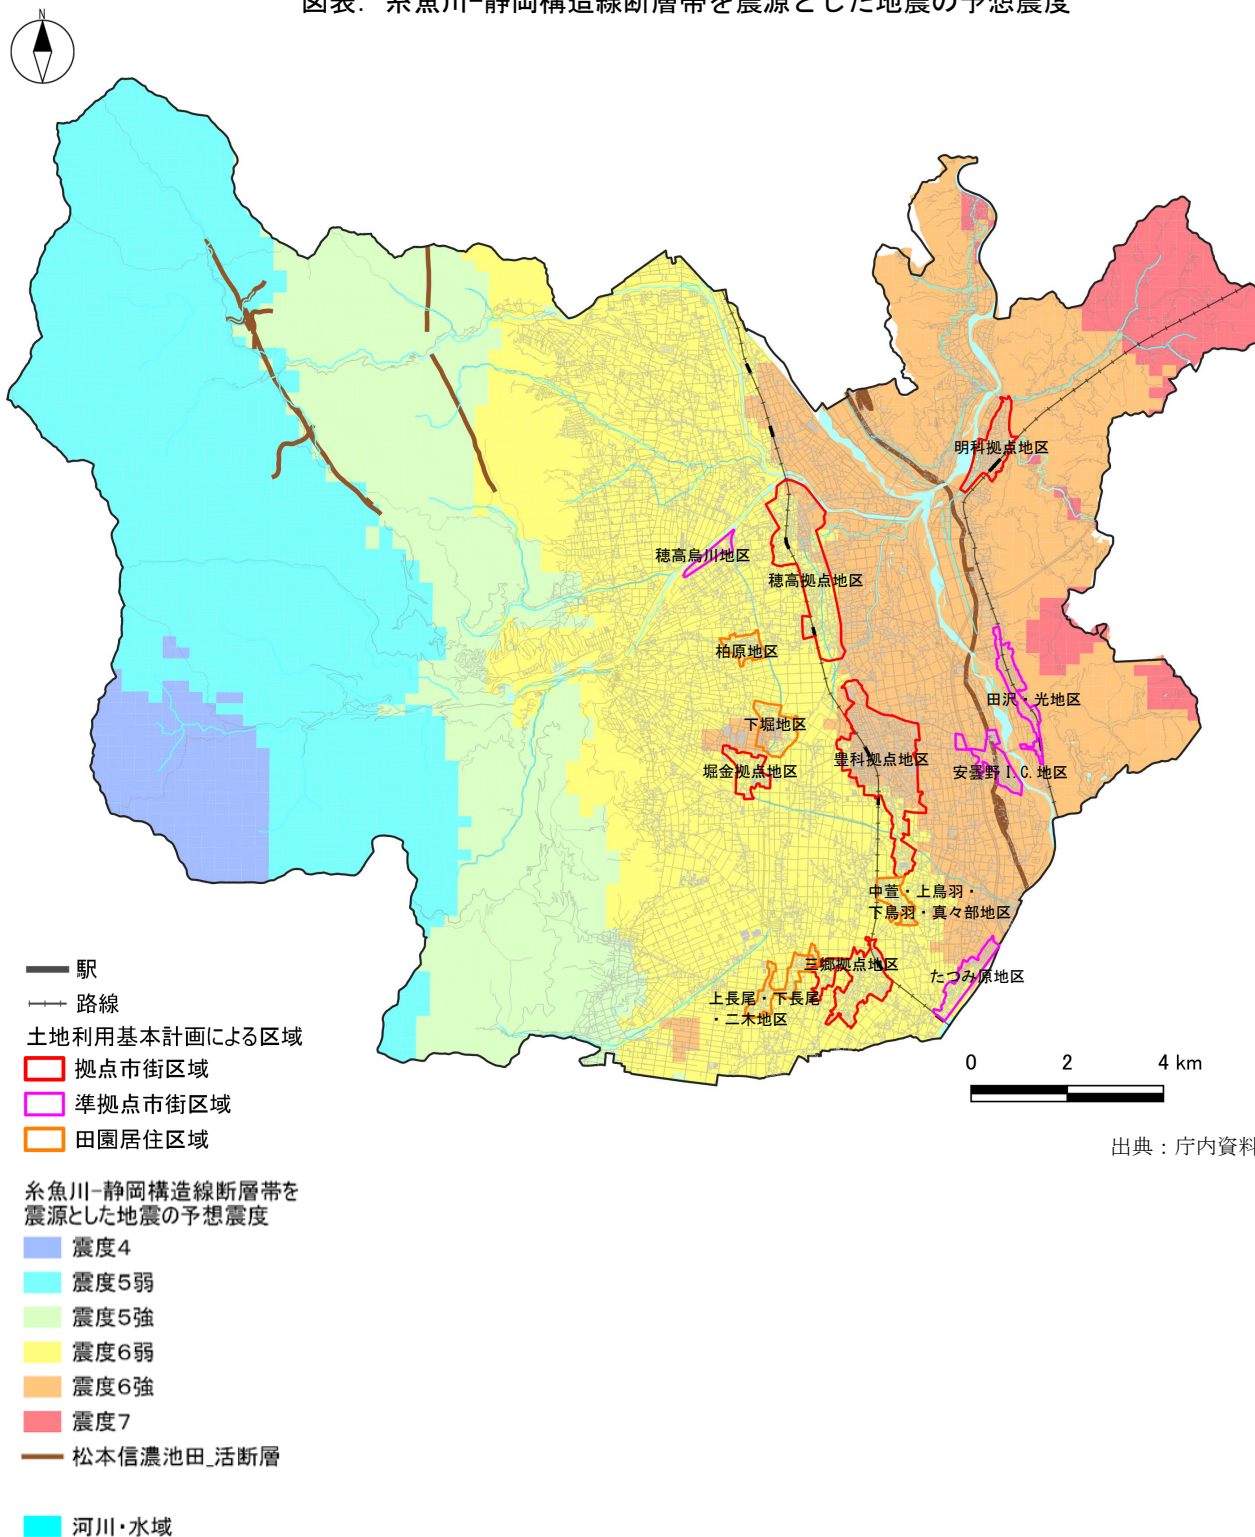 図表. 糸魚川-静岡構造線断層帯を震源とした地震の予想震度
N
明科拠点地区
穂高烏川地区
穂高拠点地区
柏原地区
田沢・光地区
下堀地区
豊科拠点地区
堀金拠点地区
安曇野I.C.地区
中萱・上鳥羽・
下鳥羽・真々部地区
三郷拠点地区
たつみ原地区
上長尾・下長尾
・二木地区
駅
路線
土地利用基本計画による区域
拠点市街区域
準拠点市街区域
田園居住区域
0 2 4 km
出典：庁内資料
糸魚川-静岡構造線断層帯を
震源とした地震の予想震度
震度4
震度5弱
震度5強
震度6弱
震度6強
震度7
松本信濃池田_活断層
河川・水域